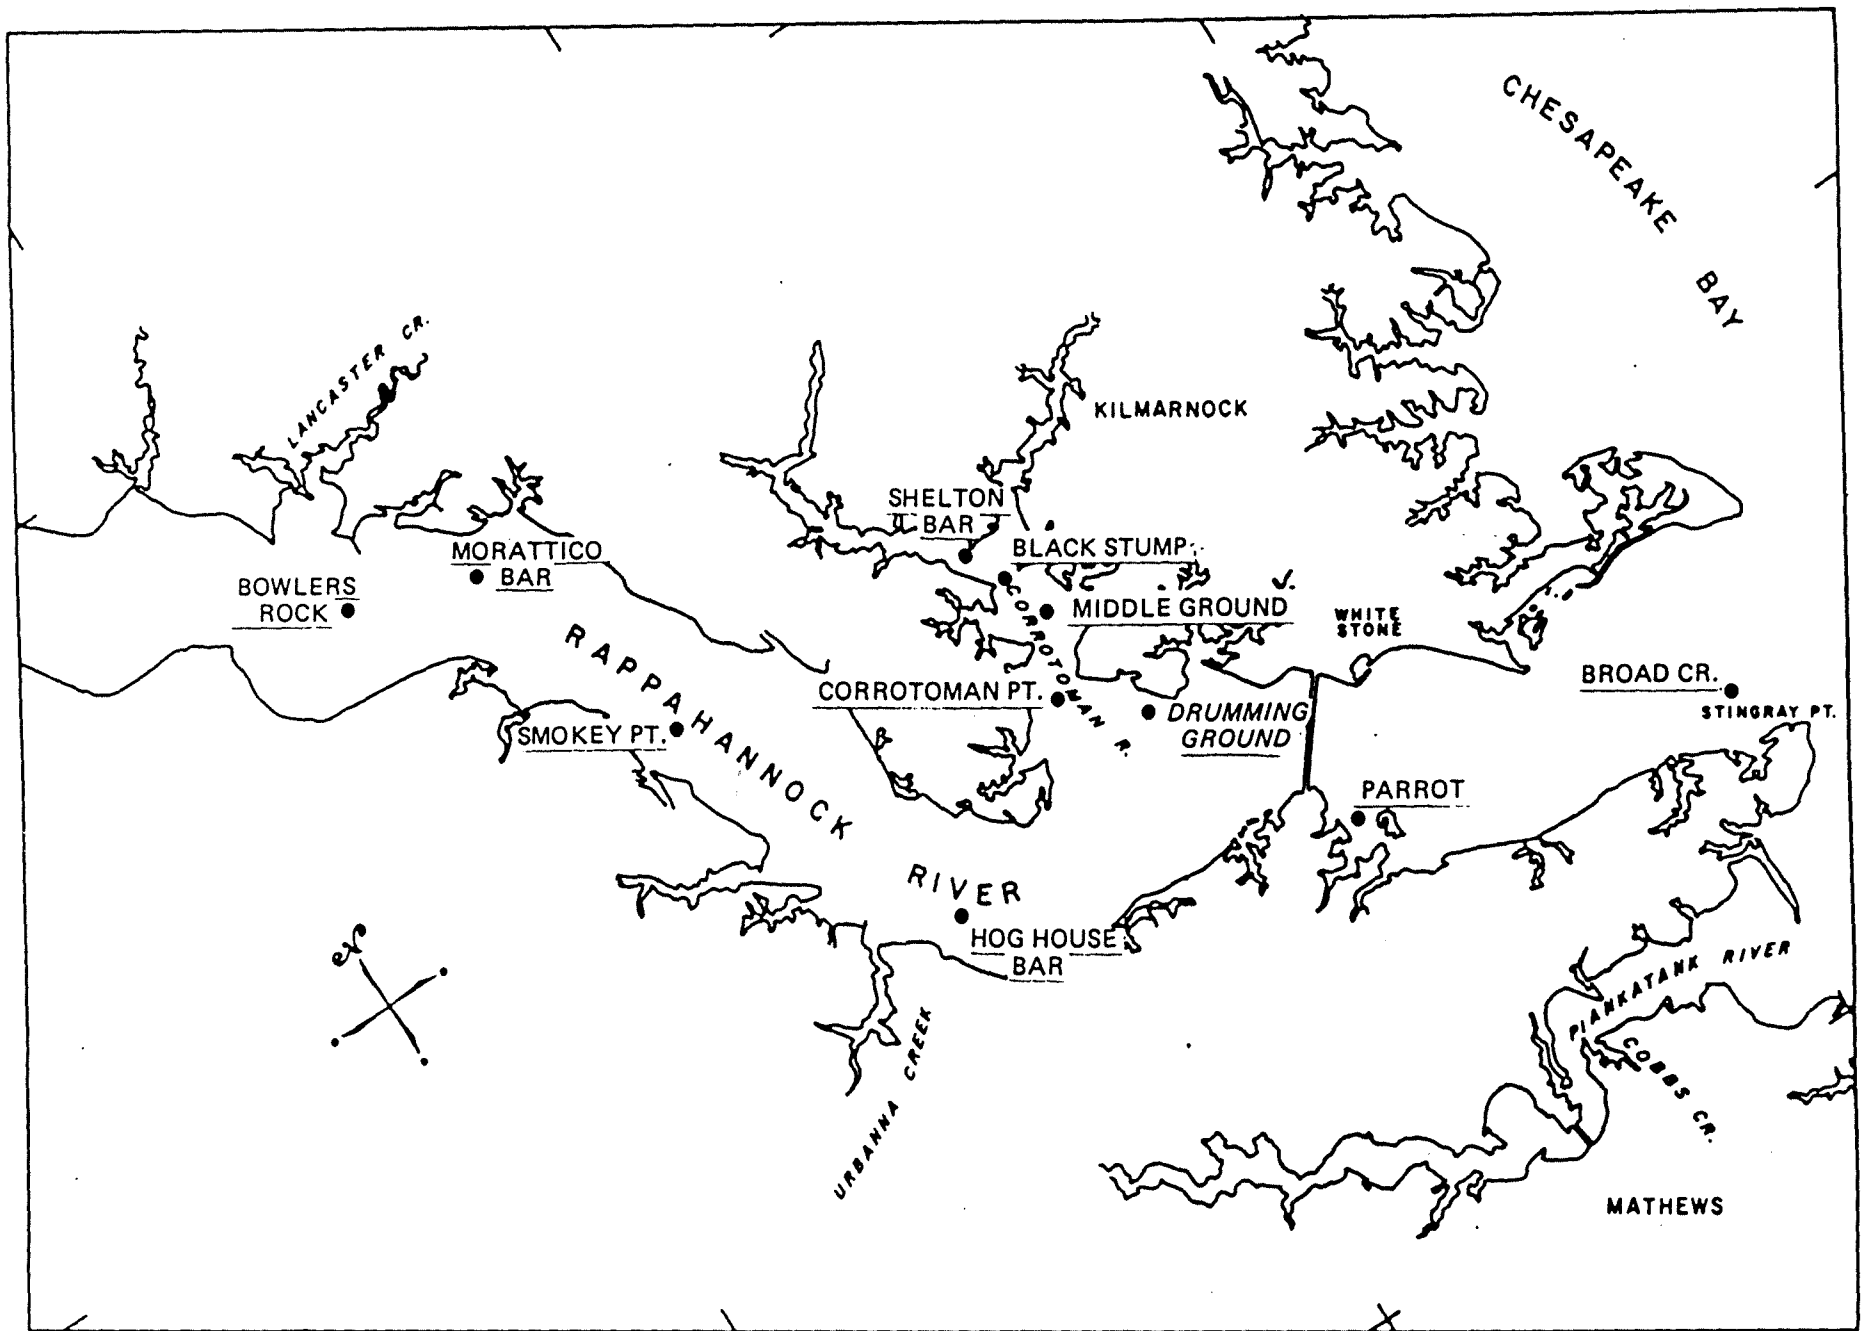 CHESAPEAKE BAY
LANCASTER CR.
KILMARNOCK
SHELTON
BAR
BLACK STUMP
MORATTICO
BAR
BOWLERS
ROCK
MIDDLE GROUND
WHITE
STONE
CORROTOMAN R.
RAPPAHANNOCK
RIVER
CORROTOMAN PT.
BROAD CR.
STINGRAY PT.
DRUMMING
GROUND
SMOKEY PT.
PARROT
HOG HOUSE
BAR
N
URBANNA CREEK
PIANKATANK RIVER
COBBS CR.
MATHEWS